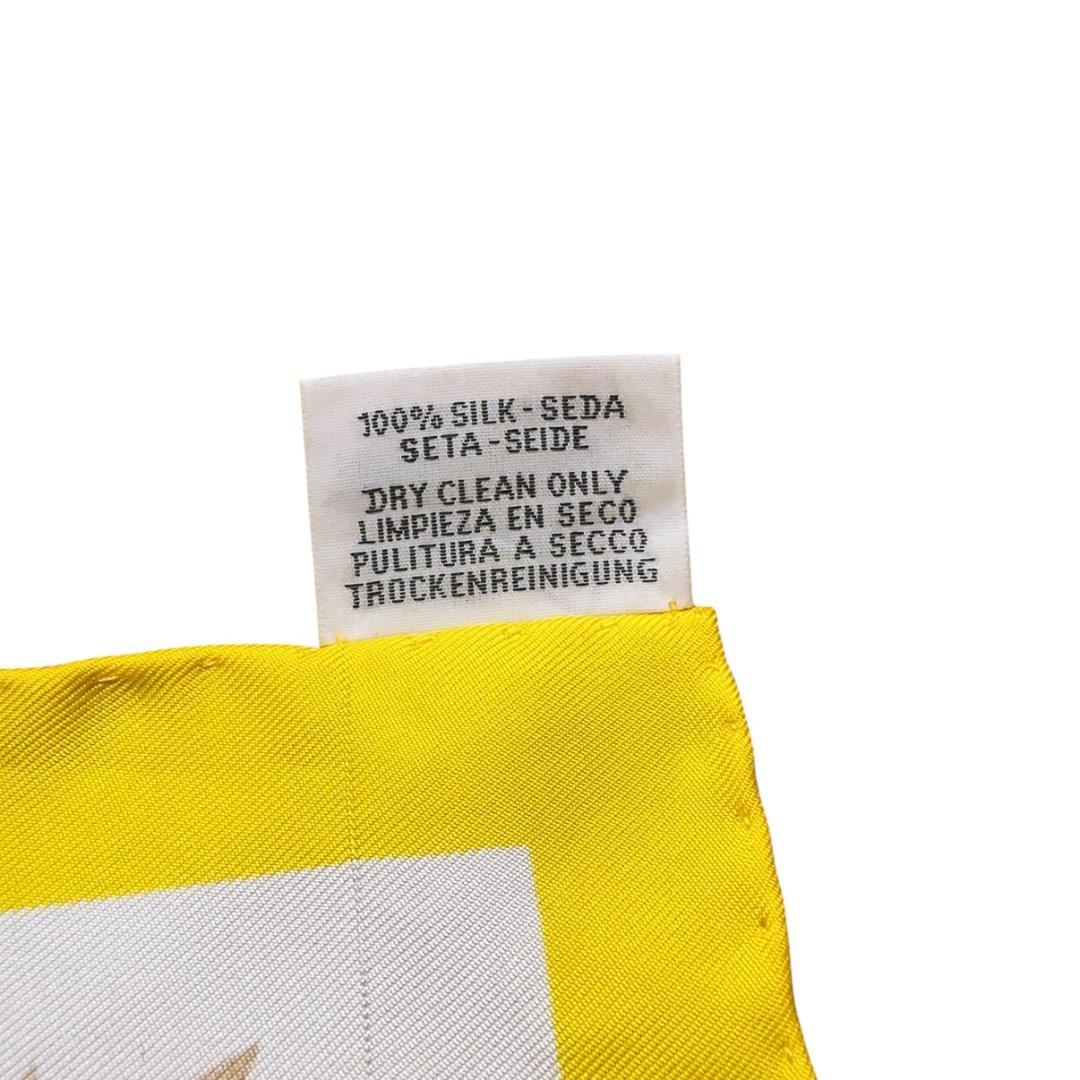 100% SILK - SEDA
SETA - SEIDE
DRY CLEAN ONLY
LIMPIEZA EN SECO
PULITURA A SECCO
TROCKENREINIGUNG